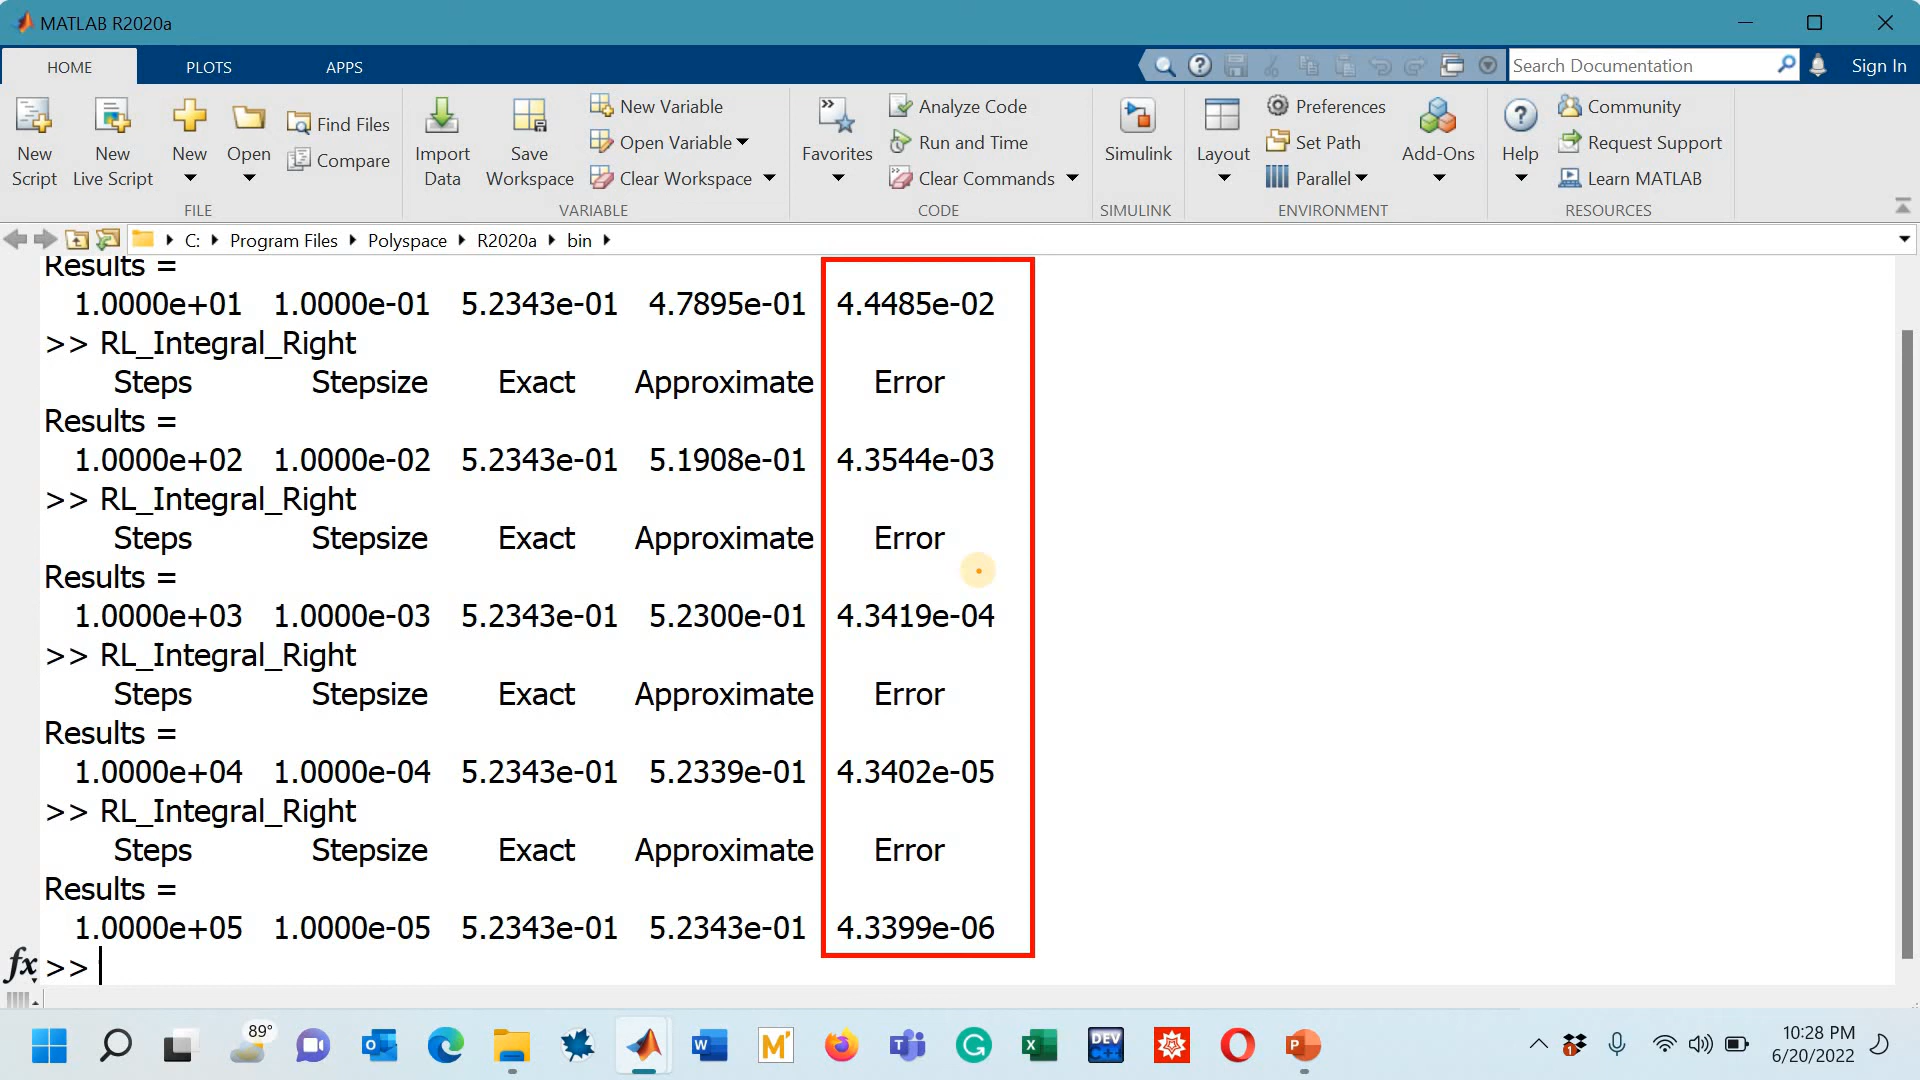 MATLAB R2020a
HOME PLOTS APPS
Search Documentation
Sign In
New Script
New Live Script
New
Open
Find Files
Compare
FILE
Import Data
Save Workspace
New Variable
Open Variable
Clear Workspace
VARIABLE
Favorites
Analyze Code
Run and Time
Clear Commands
CODE
Simulink
SIMULINK
Layout
Preferences
Set Path
Parallel
Add-Ons
ENVIRONMENT
Help
Community
Request Support
Learn MATLAB
RESOURCES
C: Program Files Polyspace R2020a bin
Results =
1.0000e+01 1.0000e-01 5.2343e-01 4.7895e-01 4.4485e-02
>> RL_Integral_Right
Steps Stepsize Exact Approximate Error
Results =
1.0000e+02 1.0000e-02 5.2343e-01 5.1908e-01 4.3544e-03
>> RL_Integral_Right
Steps Stepsize Exact Approximate Error
Results =
1.0000e+03 1.0000e-03 5.2343e-01 5.2300e-01 4.3419e-04
>> RL_Integral_Right
Steps Stepsize Exact Approximate Error
Results =
1.0000e+04 1.0000e-04 5.2343e-01 5.2339e-01 4.3402e-05
>> RL_Integral_Right
Steps Stepsize Exact Approximate Error
Results =
1.0000e+05 1.0000e-05 5.2343e-01 5.2343e-01 4.3399e-06
fx >>
89°
DEV C++
10:28 PM
6/20/2022